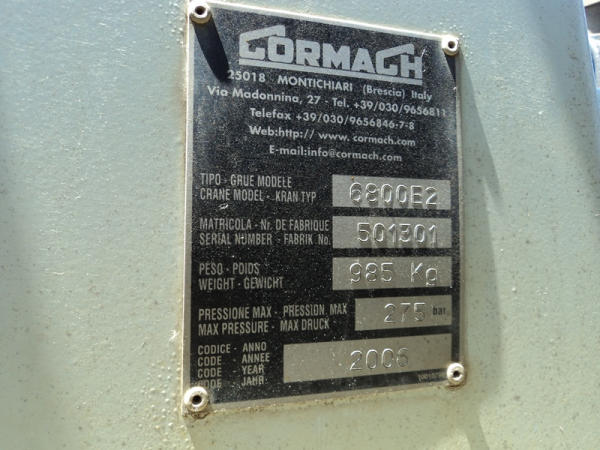 CORMACH
25018 MONTICHIARI (Brescia) Italy
Via Madonnina, 27 - Tel. +39/030/9656811
Telefax +39/030/9656846-7-8
Web:http// www. cormach.com
E-mail:info@cormach.com
TIPO - GRUE MODELE
CRANE MODEL - KRAN TYP 6800E2
MATRICOLA - Nr. DE FABRIQUE
SERIAL NUMBER - FABRIK No. 501301
PESO - POIDS
WEIGHT - GEWICHT 985 Kg
PRESSIONE MAX - PRESSION. MAX
MAX PRESSURE - MAX DRUCK 275 bar
CODICE - ANNO
CODE - ANNEE
CODE - YEAR
CODE - JAHR 2006